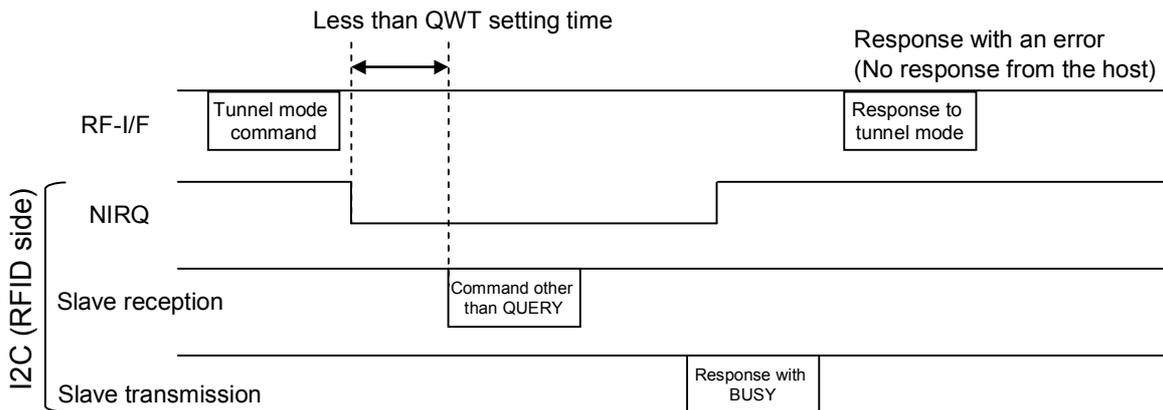 Less than QWT setting time
Response with an error
(No response from the host)
RF-I/F
Tunnel mode
command
Response to
tunnel mode
I2C (RFID side)
NIRQ
Slave reception
Command other
than QUERY
Slave transmission
Response with
BUSY